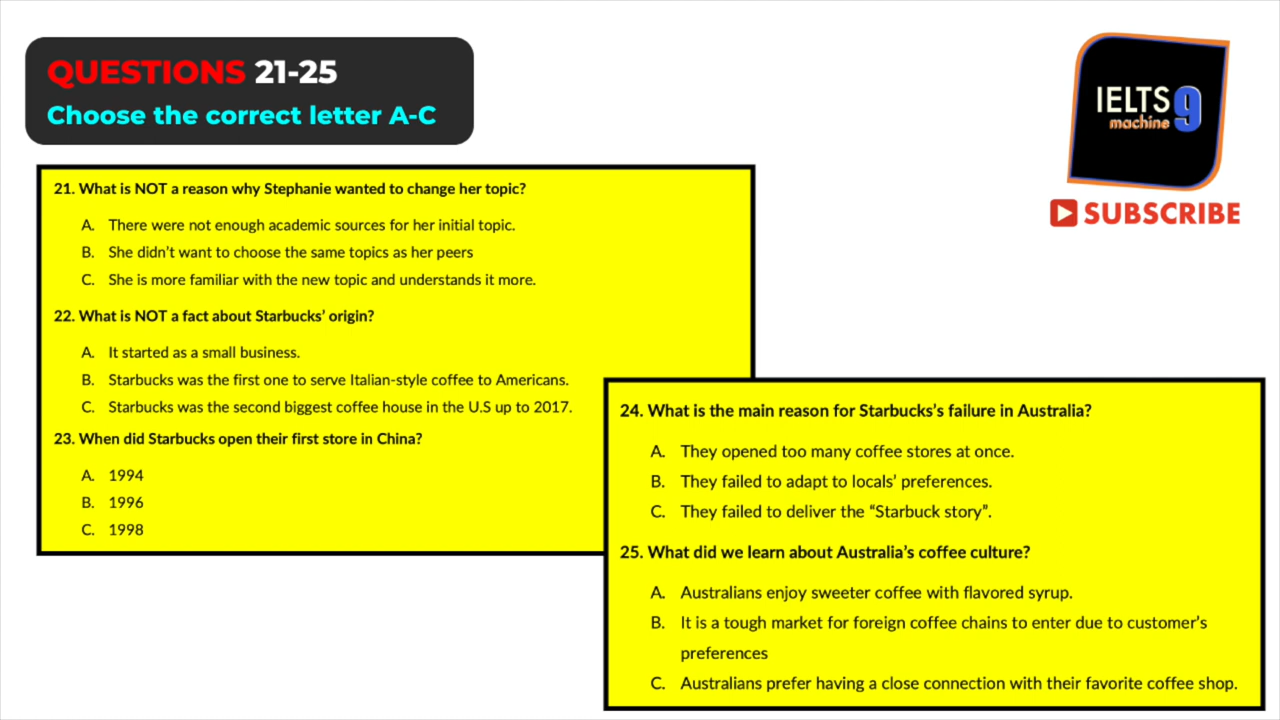 QUESTIONS 21-25
Choose the correct letter A-C
IELTS 9
machine
SUBSCRIBE
21. What is NOT a reason why Stephanie wanted to change her topic?
A. There were not enough academic sources for her initial topic.
B. She didn’t want to choose the same topics as her peers
C. She is more familiar with the new topic and understands it more.
22. What is NOT a fact about Starbucks’ origin?
A. It started as a small business.
B. Starbucks was the first one to serve Italian-style coffee to Americans.
C. Starbucks was the second biggest coffee house in the U.S up to 2017.
23. When did Starbucks open their first store in China?
A. 1994
B. 1996
C. 1998
24. What is the main reason for Starbucks’s failure in Australia?
A. They opened too many coffee stores at once.
B. They failed to adapt to locals’ preferences.
C. They failed to deliver the “Starbuck story”.
25. What did we learn about Australia’s coffee culture?
A. Australians enjoy sweeter coffee with flavored syrup.
B. It is a tough market for foreign coffee chains to enter due to customer’s
preferences
C. Australians prefer having a close connection with their favorite coffee shop.